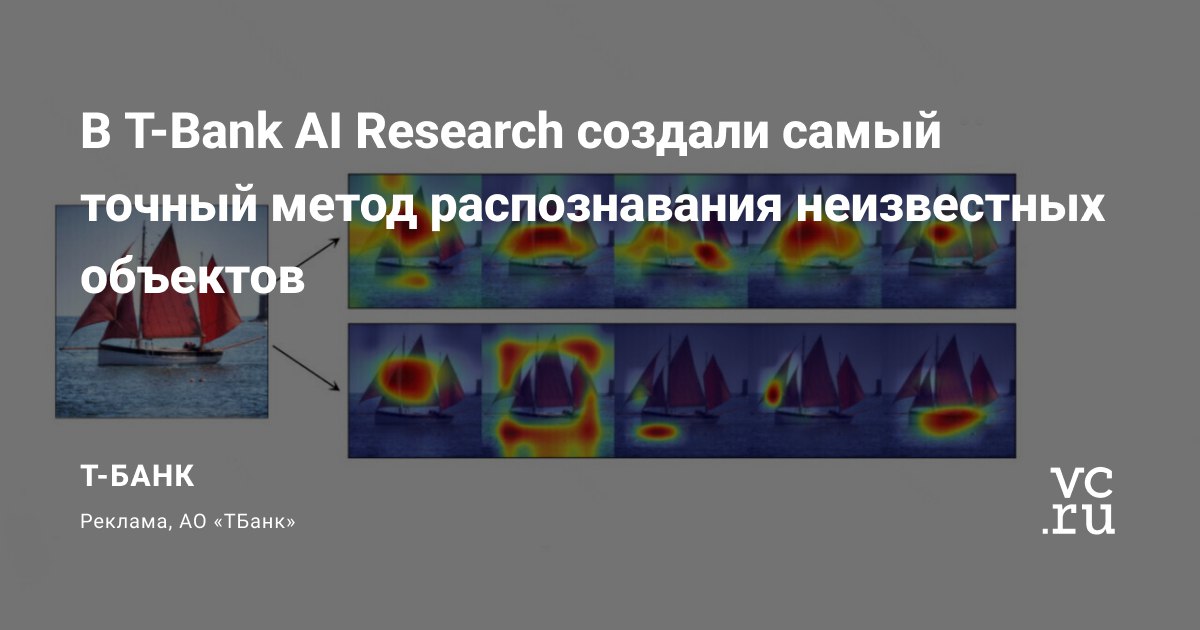 В T-Bank AI Research создали самый
точный метод распознавания неизвестных
объектов
Т-БАНК
Реклама, АО «ТБанк»
vc
.ru